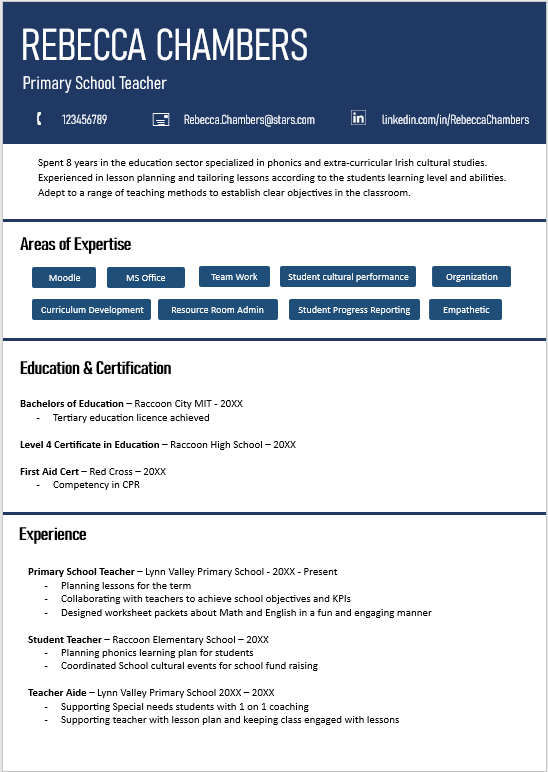 REBECCA CHAMBERS
Primary School Teacher
123456789
Rebecca.Chambers@stars.com
in
linkedin.com/in/RebeccaChambers
Spent 8 years in the education sector specialized in phonics and extra-curricular Irish cultural studies.
Experienced in lesson planning and tailoring lessons according to the students learning level and abilities.
Adept to a range of teaching methods to establish clear objectives in the classroom.
Areas of Expertise
Moodle
MS Office
Team Work
Student cultural performance
Organization
Curriculum Development
Resource Room Admin
Student Progress Reporting
Empathetic
Education & Certification
Bachelors of Education – Raccoon City MIT - 20XX
- Tertiary education licence achieved
Level 4 Certificate in Education – Raccoon High School – 20XX
First Aid Cert – Red Cross – 20XX
- Competency in CPR
Experience
Primary School Teacher – Lynn Valley Primary School - 20XX - Present
- Planning lessons for the term
- Collaborating with teachers to achieve school objectives and KPIs
- Designed worksheet packets about Math and English in a fun and engaging manner
Student Teacher – Raccoon Elementary School – 20XX
- Planning phonics learning plan for students
- Coordinated School cultural events for school fund raising
Teacher Aide – Lynn Valley Primary School 20XX – 20XX
- Supporting Special needs students with 1 on 1 coaching
- Supporting teacher with lesson plan and keeping class engaged with lessons